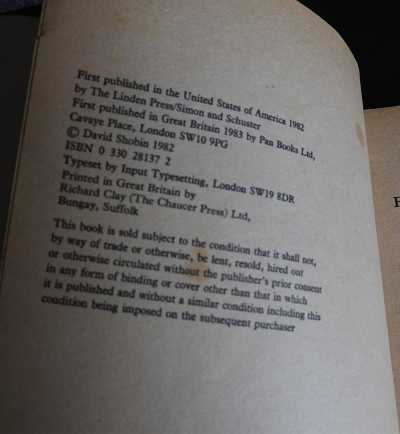 First published in the United States of America 1982
by The Linden Press/Simon and Schuster
First published in Great Britain 1983 by Pan Books Ltd,
Cavaye Place, London SW10 9PG
© David Shobin 1982
ISBN 0 330 28137 2
Typeset by Input Typesetting, London SW19 8DR
Printed in Great Britain by
Richard Clay (The Chaucer Press) Ltd,
Bungay, Suffolk
This book is sold subject to the condition that it shall not,
by way of trade or otherwise, be lent, resold, hired out
or otherwise circulated without the publisher's prior consent
in any form of binding or cover other than that in which
it is published and without a similar condition including this
condition being imposed on the subsequent purchaser